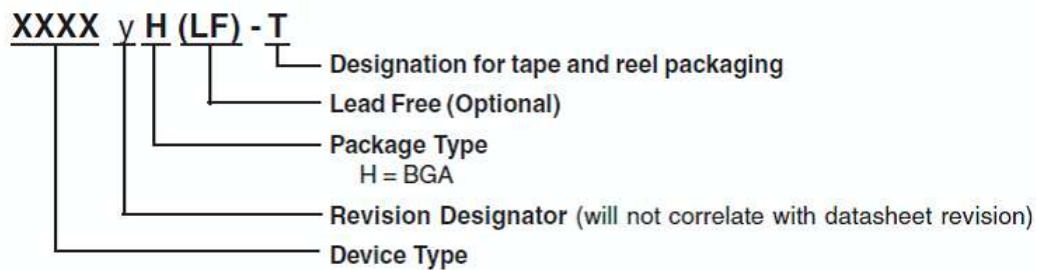 XXXX y H (LF) - T
Designation for tape and reel packaging
Lead Free (Optional)
Package Type
H = BGA
Revision Designator (will not correlate with datasheet revision)
Device Type